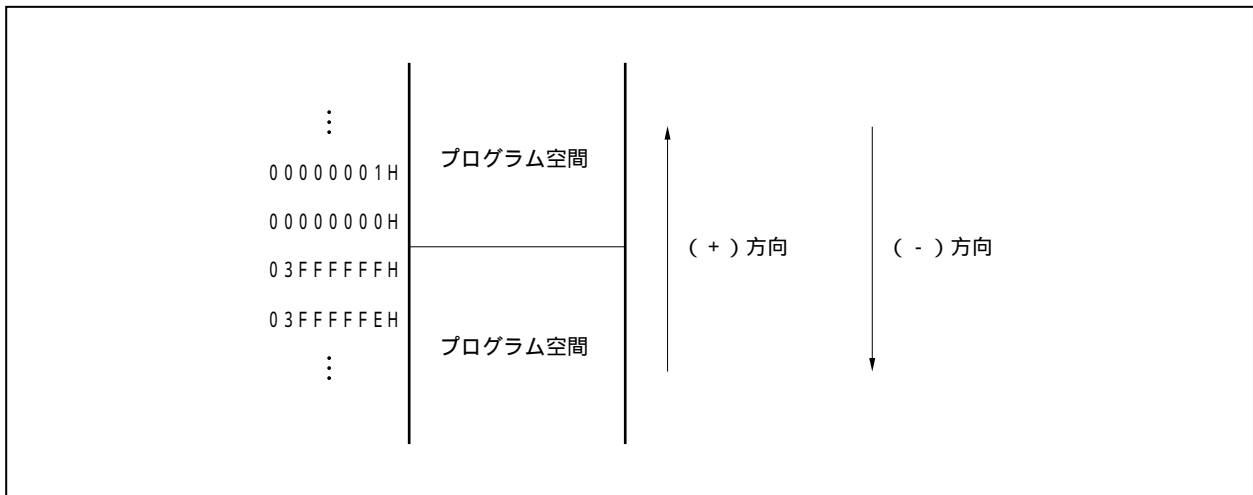 ⋮
00000001H
00000000H
03FFFFFFH
03FFFFFEH
⋮
プログラム空間
プログラム空間
(+)方向
(-)方向